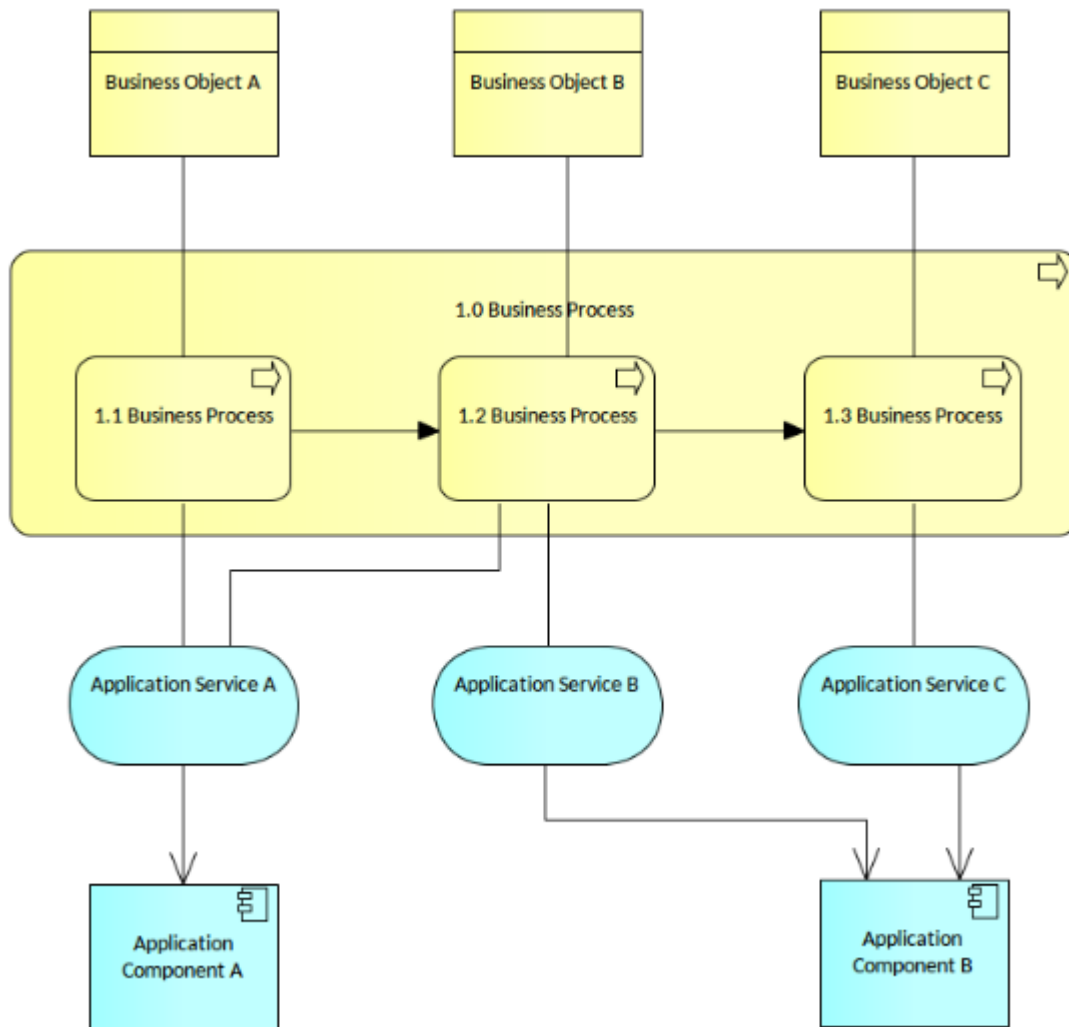 Business Object A
Business Object B
Business Object C
1.0 Business Process
1.1 Business Process
1.2 Business Process
1.3 Business Process
Application Service A
Application Service B
Application Service C
Application
Component A
Application
Component B